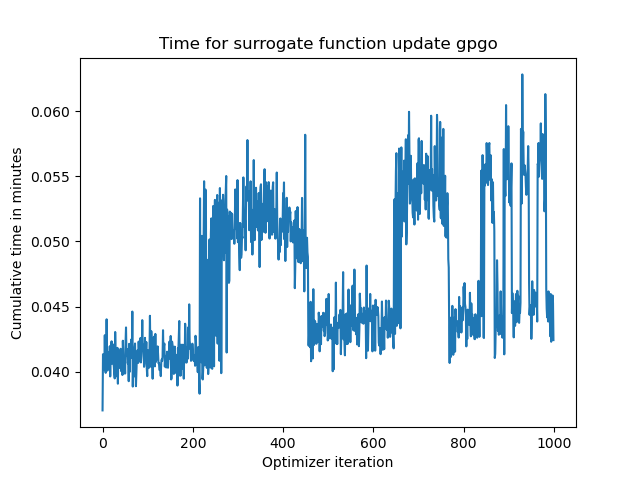 Time for surrogate function update gpgo
Cumulative time in minutes
0.060
0.055
0.050
0.045
0.040
0 200 400 600 800 1000
Optimizer iteration